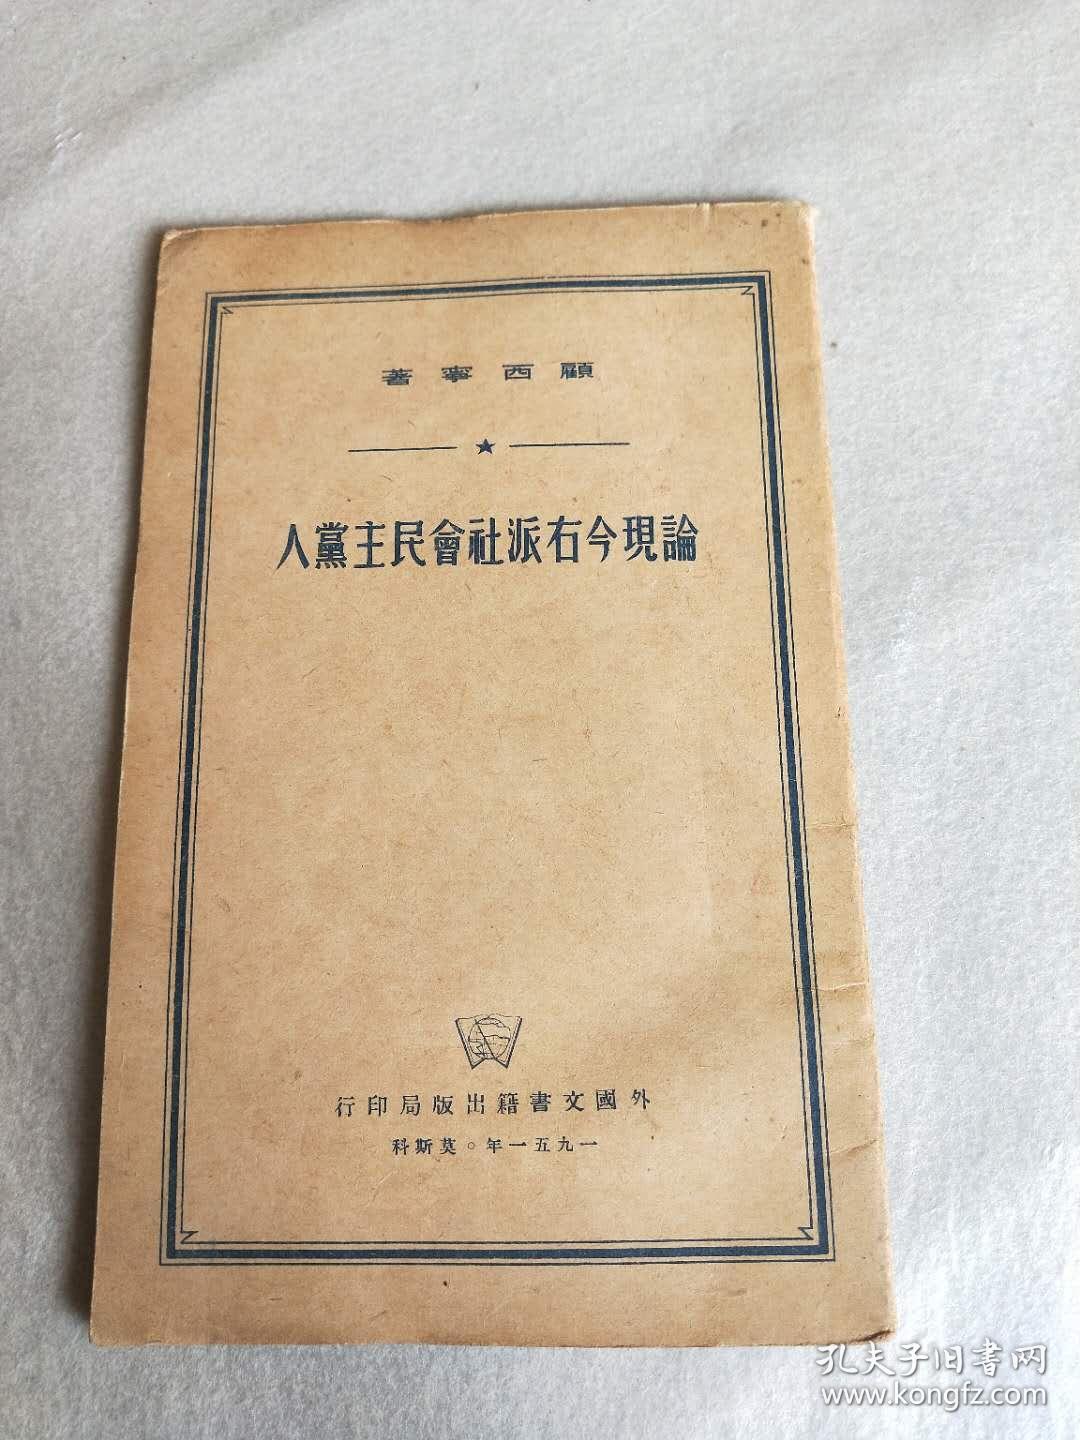 顧西寧著
論現今右派社會民主黨人
外國文書籍出版局印行
一九五一年。莫斯科
孔夫子旧書网
www.kongfz.com